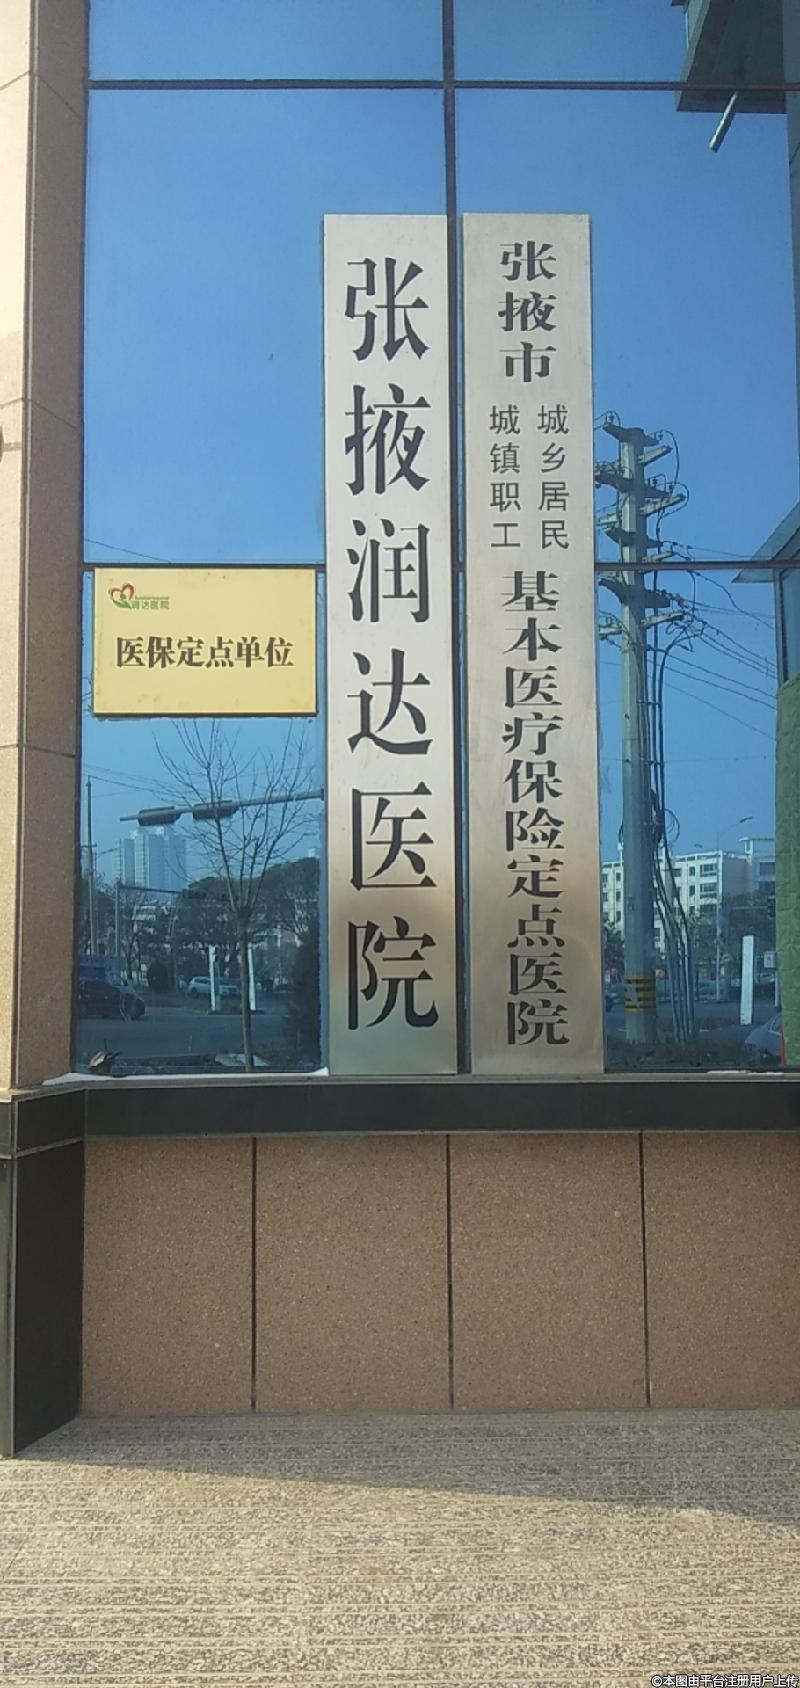 张掖润达医院
张掖市
城乡居民
城镇职工
基本医疗保险定点医院
润达医院
医保定点单位
©本图由平台注册用户上传